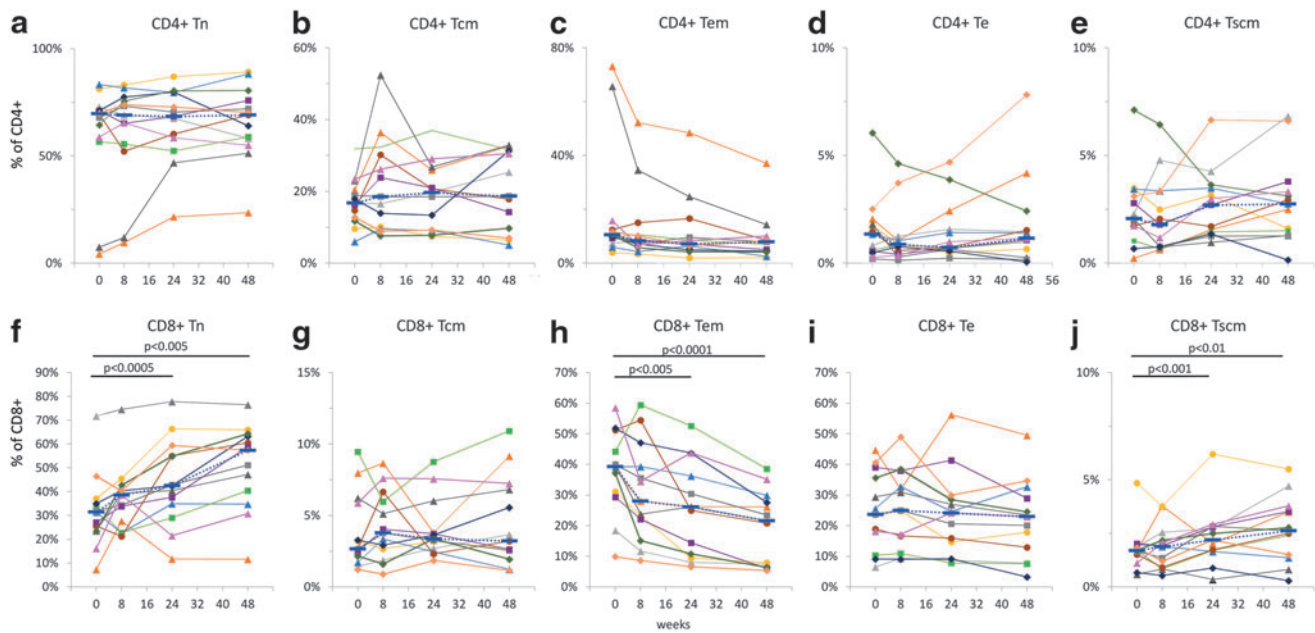 a CD4+ Tn b CD4+ Tcm c CD4+ Tem d CD4+ Te e CD4+ Tscm
% of CD4+
100% 50% 0%
60% 40% 20% 0%
80% 60% 40% 20% 0%
10% 5% 0%
10% 5% 0%
0 8 16 24 32 40 48
0 8 16 24 32 40 48
0 8 16 24 32 40 48
0 8 16 24 32 40 48 56
0 8 16 24 32 40 48
f CD8+ Tn g CD8+ Tcm h CD8+ Tem i CD8+ Te j CD8+ Tscm
p<0.005 p<0.0001 p<0.01
p<0.0005 p<0.005 p<0.001
% of CD8+
90% 80% 70% 60% 50% 40% 30% 20% 10% 0%
15% 10% 5% 0%
70% 60% 50% 40% 30% 20% 10% 0%
70% 60% 50% 40% 30% 20% 10% 0%
10% 5% 0%
0 8 16 24 32 40 48
0 8 16 24 32 40 48
0 8 16 24 32 40 48
0 8 16 24 32 40 48
0 8 16 24 32 40 48
weeks